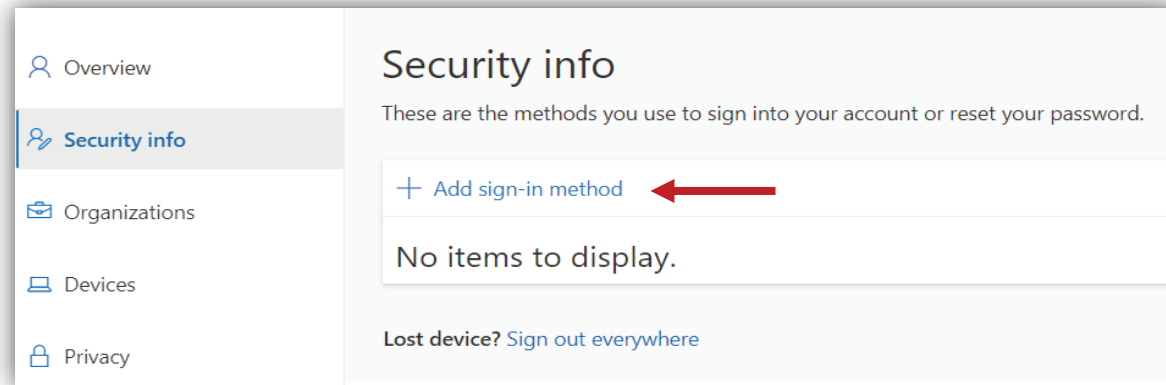 Overview
Security info
Organizations
Devices
Privacy
Security info
These are the methods you use to sign into your account or reset your password.
Add sign-in method
No items to display.
Lost device? Sign out everywhere